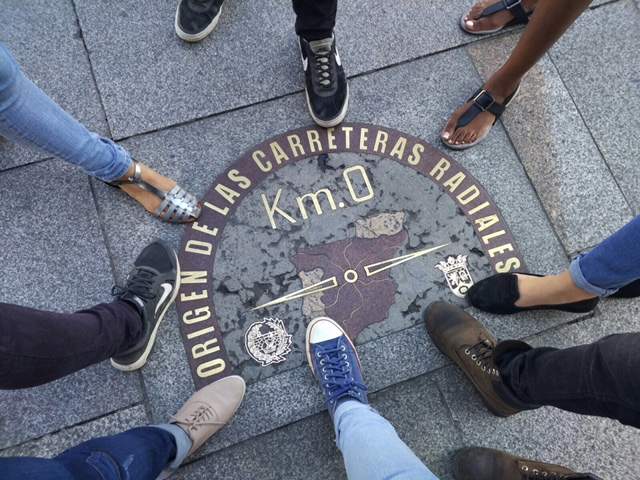 ORIGEN DE LAS CARRETERAS RADIALES
Km.0